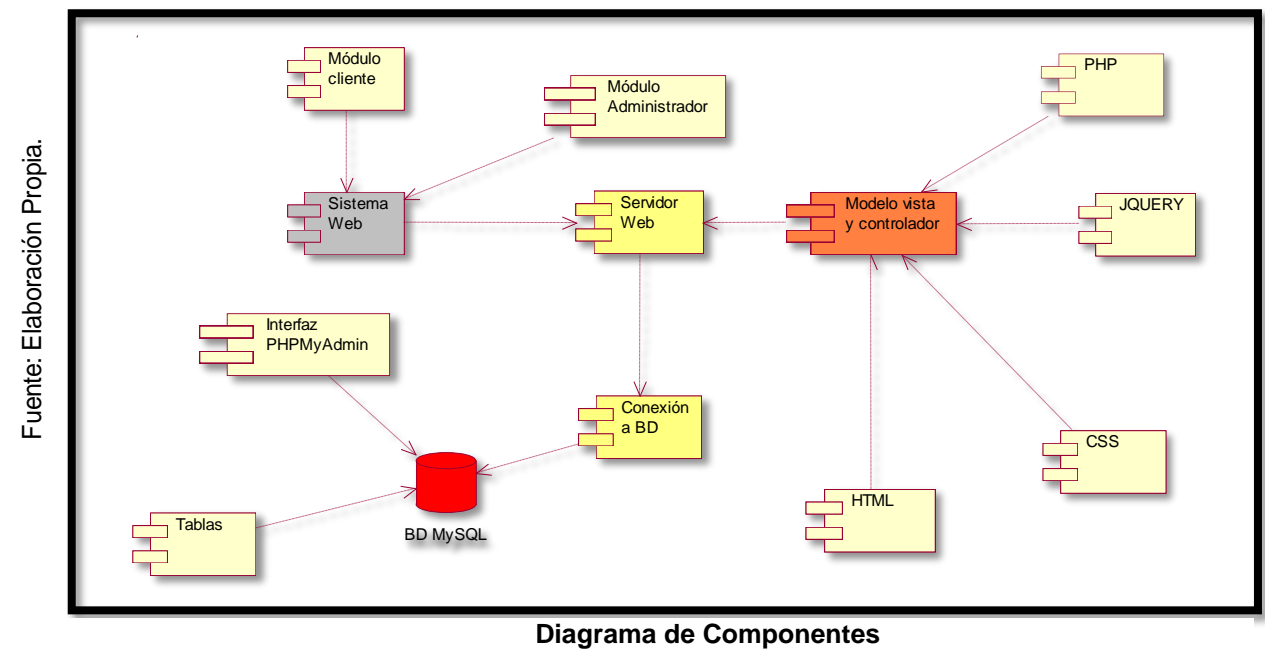 Fuente: Elaboración Propia.
Módulo
cliente
Módulo
Administrador
PHP
Sistema
Web
Servidor
Web
Modelo vista
y controlador
JQUERY
Interfaz
PHPMyAdmin
Conexión
a BD
CSS
HTML
Tablas
BD MySQL
Diagrama de Componentes